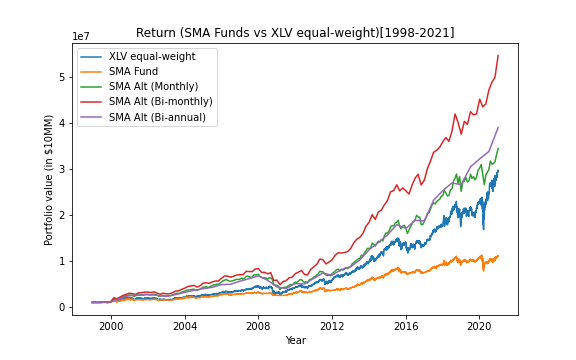 Return (SMA Funds vs XLV equal-weight)[1998-2021]
1e7
XLV equal-weight
SMA Fund
SMA Alt (Monthly)
SMA Alt (Bi-monthly)
SMA Alt (Bi-annual)
Portfolio value (in $10MM)
5
4
3
2
1
0
2000 2004 2008 2012 2016 2020
Year